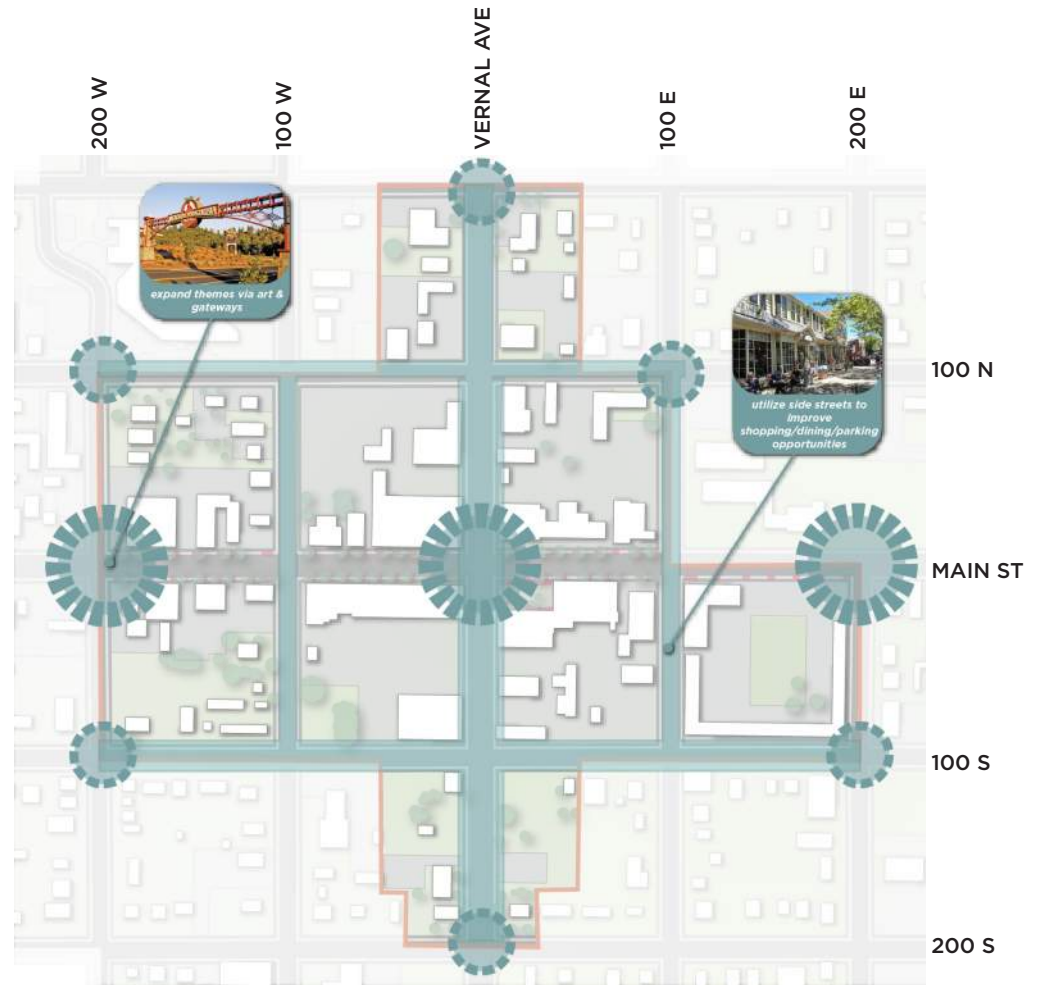 200 W
100 W
VERNAL AVE
100 E
200 E
expand themes via art &
gateways
utilize side streets to
improve
shopping/dining/parking
opportunities
100 N
MAIN ST
100 S
200 S